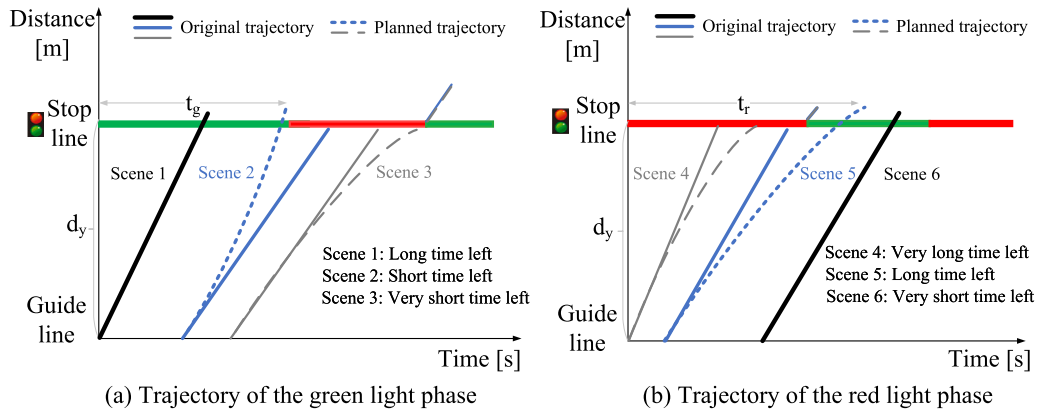 Distance
[m]
Original trajectory
Planned trajectory
t_g
Stop
line
Scene 1
Scene 2
Scene 3
d_y
Scene 1: Long time left
Scene 2: Short time left
Scene 3: Very short time left
Guide
line
Time [s]
(a) Trajectory of the green light phase
Distance
[m]
Original trajectory
Planned trajectory
t_r
Stop
line
Scene 4
Scene 5
Scene 6
d_y
Scene 4: Very long time left
Scene 5: Long time left
Scene 6: Very short time left
Guide
line
Time [s]
(b) Trajectory of the red light phase